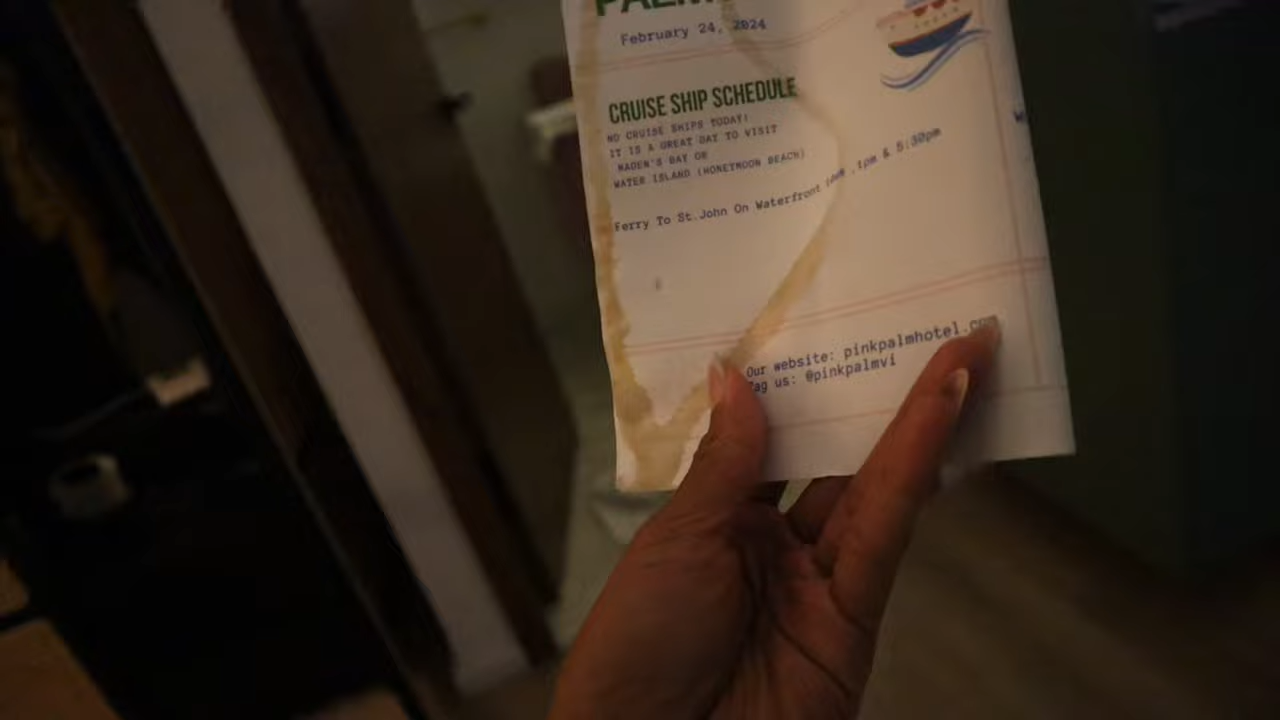 PALM
February 24, 2024
CRUISE SHIP SCHEDULE
NO CRUISE SHIPS TODAY!
IT IS A GREAT DAY TO VISIT
MAGEN'S BAY OR
WATER ISLAND (HONEYMOON BEACH)
Ferry To St.John On Waterfront ,1pm & 5:30pm
Our website: pinkpalmhotel.com
Tag us: @pinkpalmvi